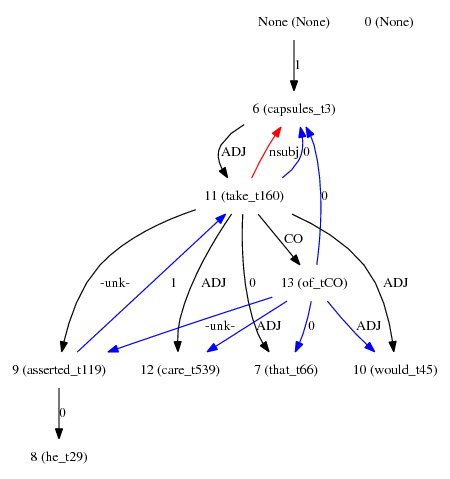 None (None) 0 (None)
1
6 (capsules_t3)
ADJ nsubj 0
11 (take_t160) 0
CO
13 (of_tCO)
-unk- 1 ADJ 0 ADJ
-unk- ADJ 0 ADJ
9 (asserted_t119) 12 (care_t539) 7 (that_t66) 10 (would_t45)
0
8 (he_t29)